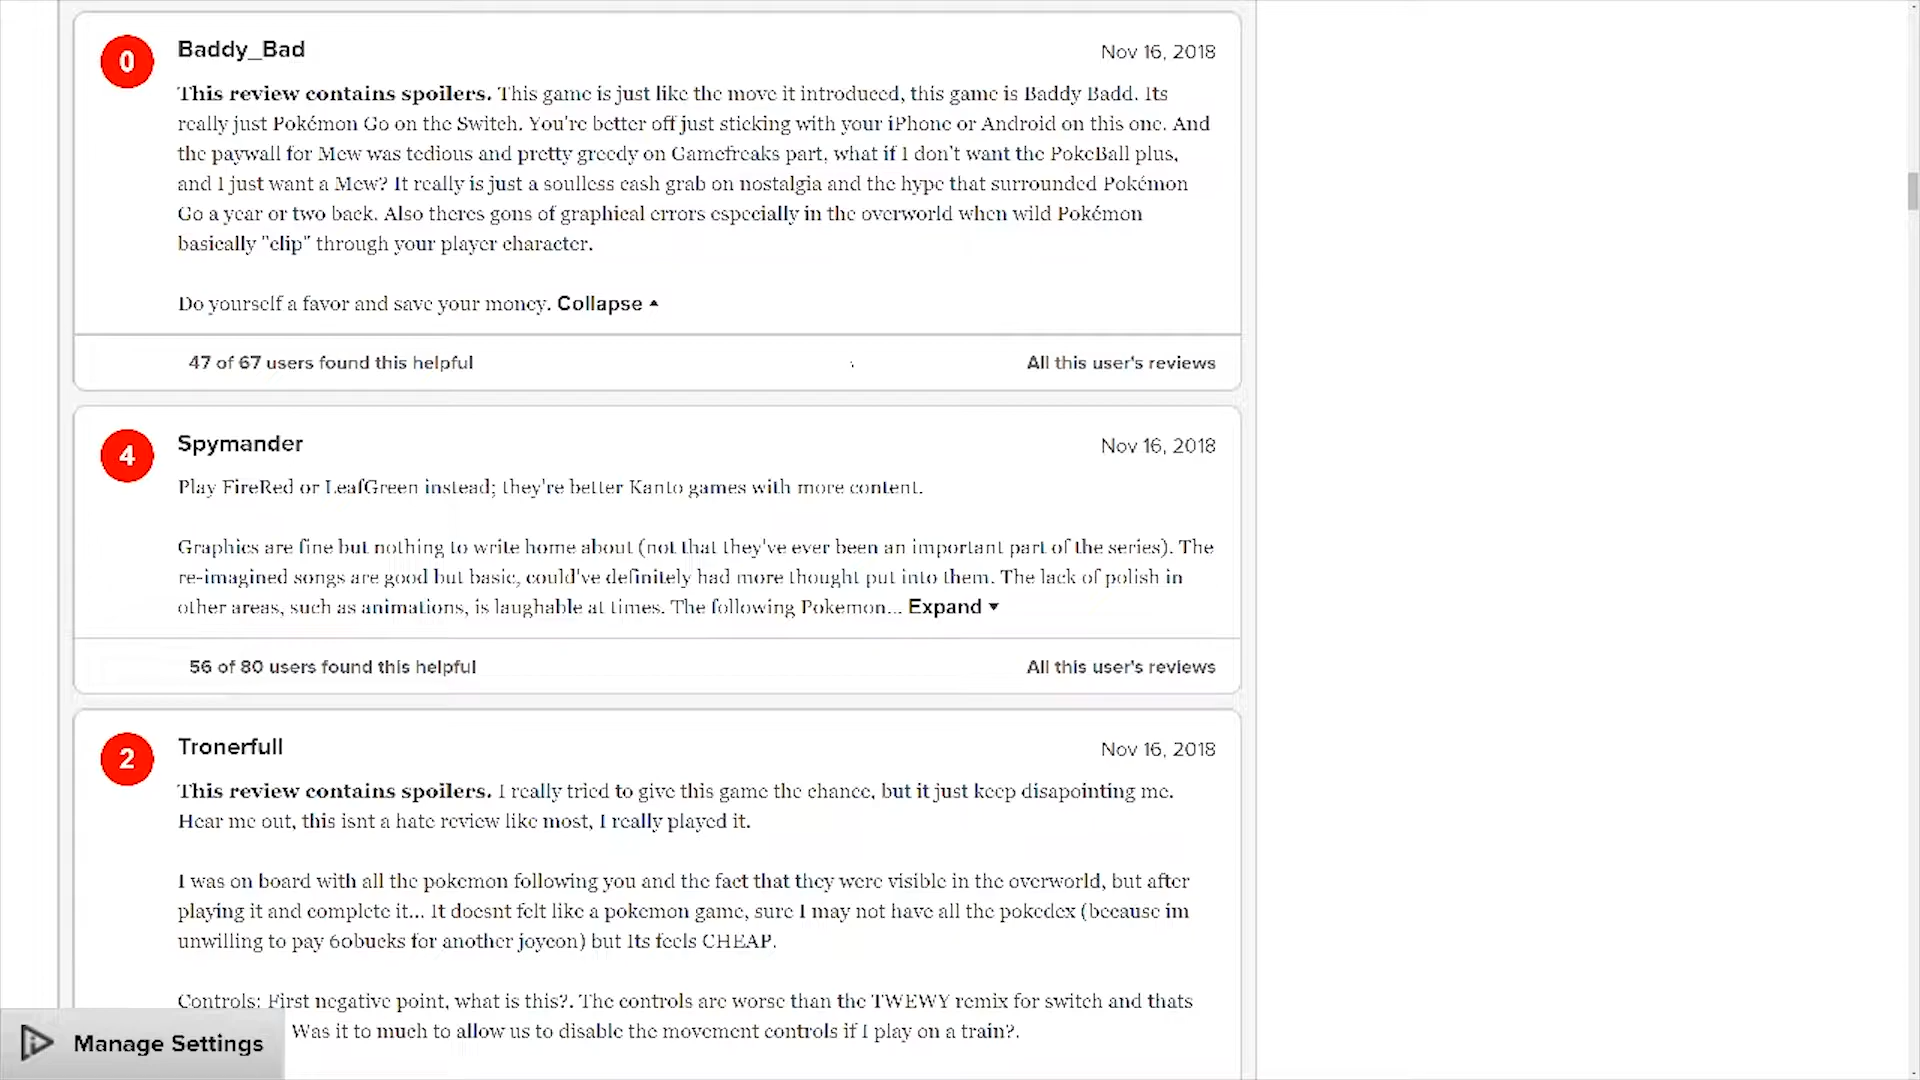 0
Baddy_Bad
Nov 16, 2018
This review contains spoilers. This game is just like the move it introduced, this game is Baddy Badd. Its
really just Pokémon Go on the Switch. You're better off just sticking with your iPhone or Android on this one. And
the paywall for Mew was tedious and pretty greedy on Gamefreaks part, what if I don't want the PokeBall plus,
and I just want a Mew? It really is just a soulless cash grab on nostalgia and the hype that surrounded Pokémon
Go a year or two back. Also theres gons of graphical errors especially in the overworld when wild Pokémon
basically "clip" through your player character.
Do yourself a favor and save your money. Collapse ▲
47 of 67 users found this helpful
All this user's reviews
4
Spymander
Nov 16, 2018
Play FireRed or LeafGreen instead; they're better Kanto games with more content.
Graphics are fine but nothing to write home about (not that they've ever been an important part of the series). The
re-imagined songs are good but basic, could've definitely had more thought put into them. The lack of polish in
other areas, such as animations, is laughable at times. The following Pokemon... Expand ▼
56 of 80 users found this helpful
All this user's reviews
2
Tronerfull
Nov 16, 2018
This review contains spoilers. I really tried to give this game the chance, but it just keep disapointing me.
Hear me out, this isnt a hate review like most, I really played it.
I was on board with all the pokemon following you and the fact that they were visible in the overworld, but after
playing it and complete it... It doesnt felt like a pokemon game, sure I may not have all the pokedex (because im
unwilling to pay 60bucks for another joycon) but Its feels CHEAP.
Controls: First negative point, what is this?. The controls are worse than the TWEWY remix for switch and thats
Was it to much to allow us to disable the movement controls if I play on a train?.
Manage Settings